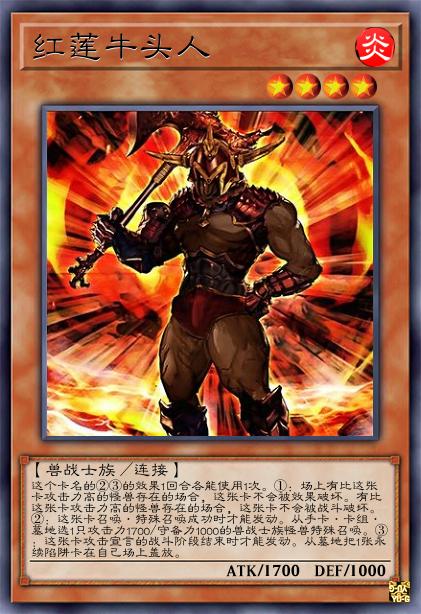 红莲牛头人
炎
【兽战士族／连接】
这个卡名的②③的效果1回合各能使用1次。①：场上有比这张
卡攻击力高的怪兽存在的场合，这张卡不会被效果破坏。有比
这张卡攻击力高的怪兽存在的场合，这张卡不会被战斗破坏。
②：这张卡召唤·特殊召唤成功时才能发动。从手卡·卡组·
墓地选1只攻击力1700/守备力1000的兽战士族怪兽特殊召唤。③
：这张卡攻击宣言的战斗阶段结束时才能发动。从墓地把1张永
续陷阱卡在自己场上盖放。
ATK/1700 DEF/1000